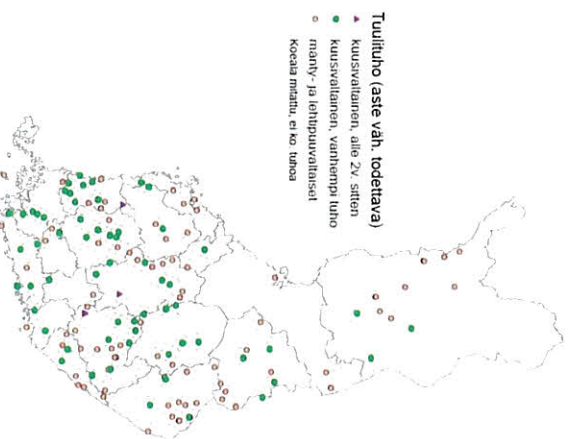 Tuulituho (aste väh. todettava)
kuusivaltainen, alle 2v. sitten
kuusivaltainen, vanhempi tuho
mänty- ja lehtipuuvaltaiset
Koeala mitattu, ei ko. tuhoa